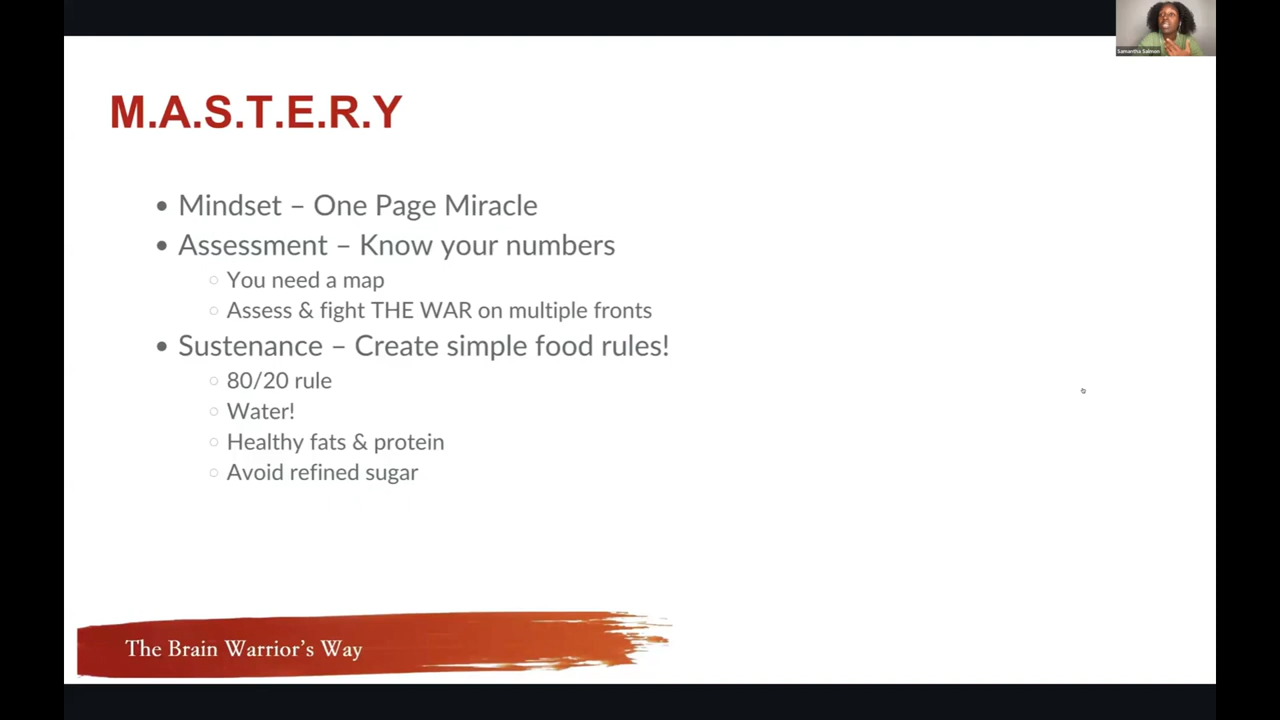 Samantha Salmon
M.A.S.T.E.R.Y
• Mindset – One Page Miracle
• Assessment – Know your numbers
○ You need a map
○ Assess & fight THE WAR on multiple fronts
• Sustenance – Create simple food rules!
○ 80/20 rule
○ Water!
○ Healthy fats & protein
○ Avoid refined sugar
The Brain Warrior's Way